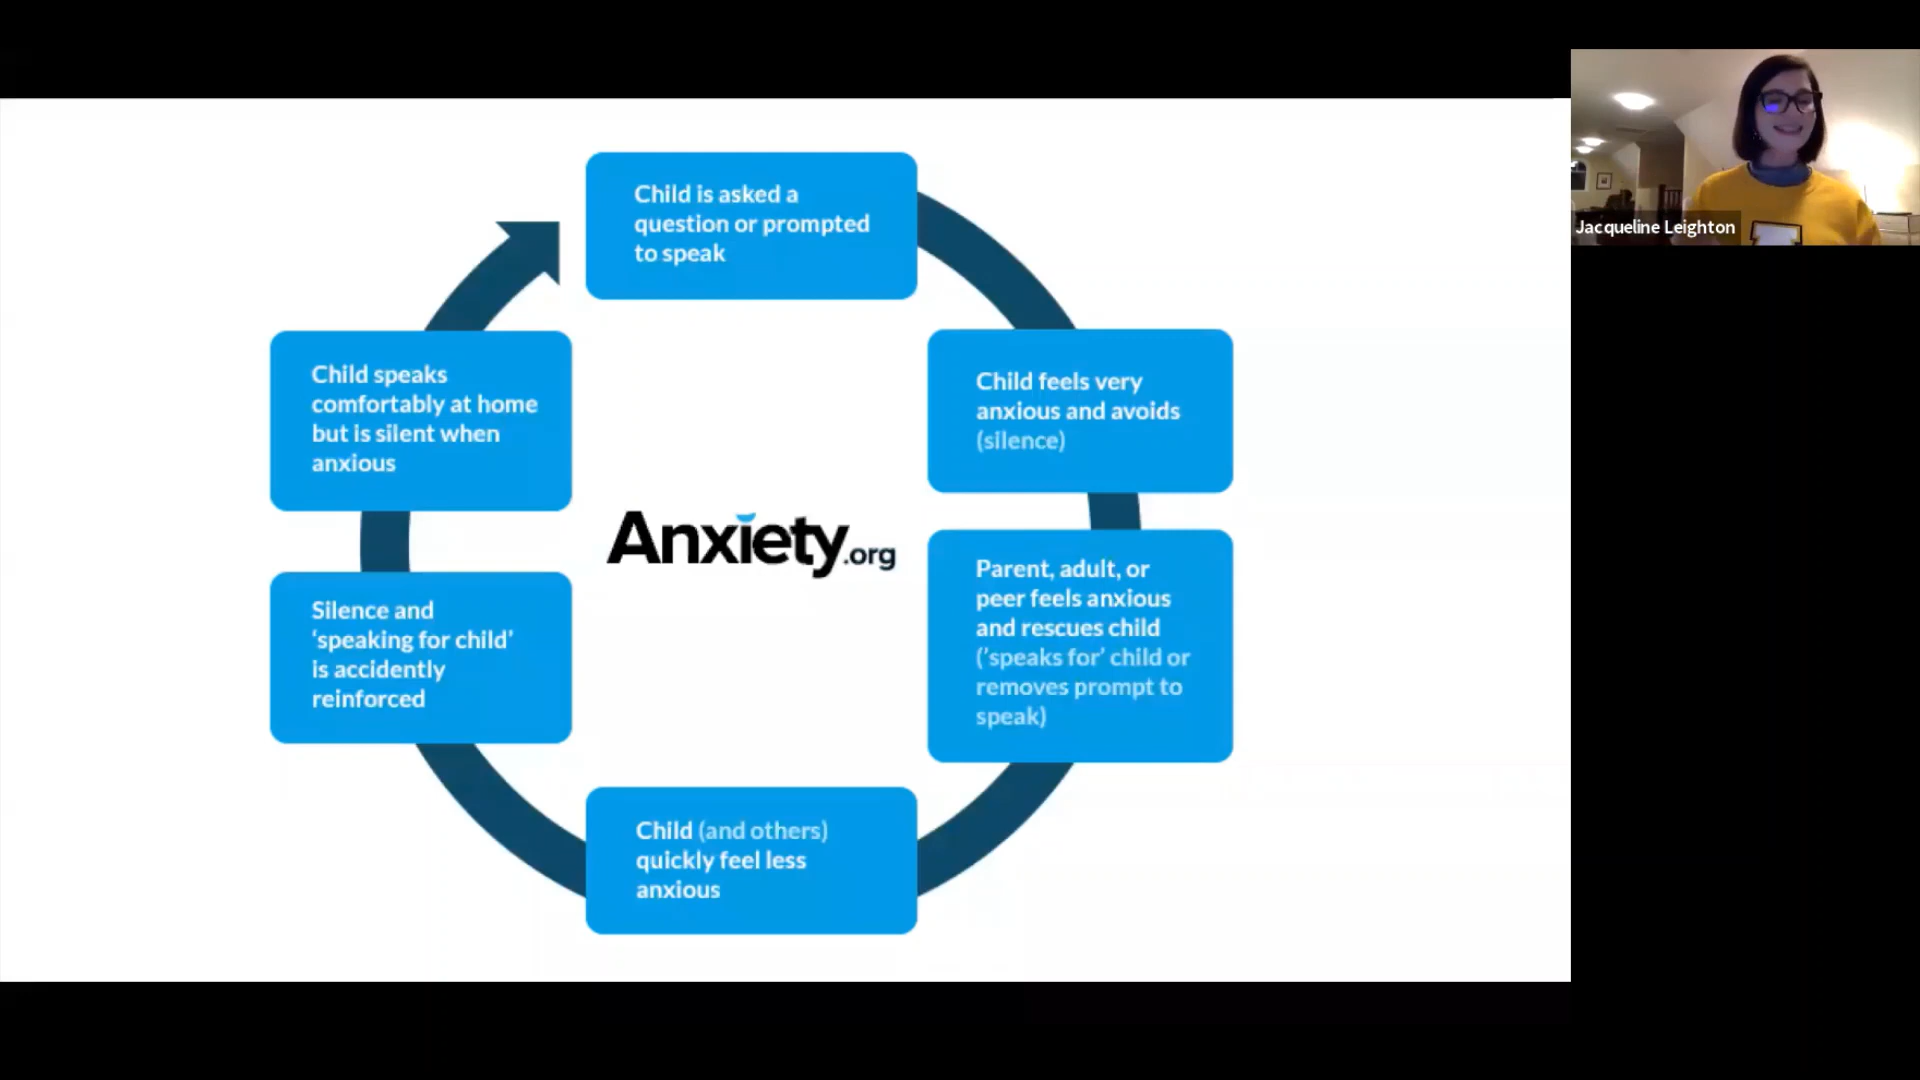 Child is asked a
question or prompted
to speak
Child feels very
anxious and avoids
(silence)
Parent, adult, or
peer feels anxious
and rescues child
('speaks for' child or
removes prompt to
speak)
Child (and others)
quickly feel less
anxious
Silence and
‘speaking for child’
is accidently
reinforced
Child speaks
comfortably at home
but is silent when
anxious
Anxiety.org
Jacqueline Leighton